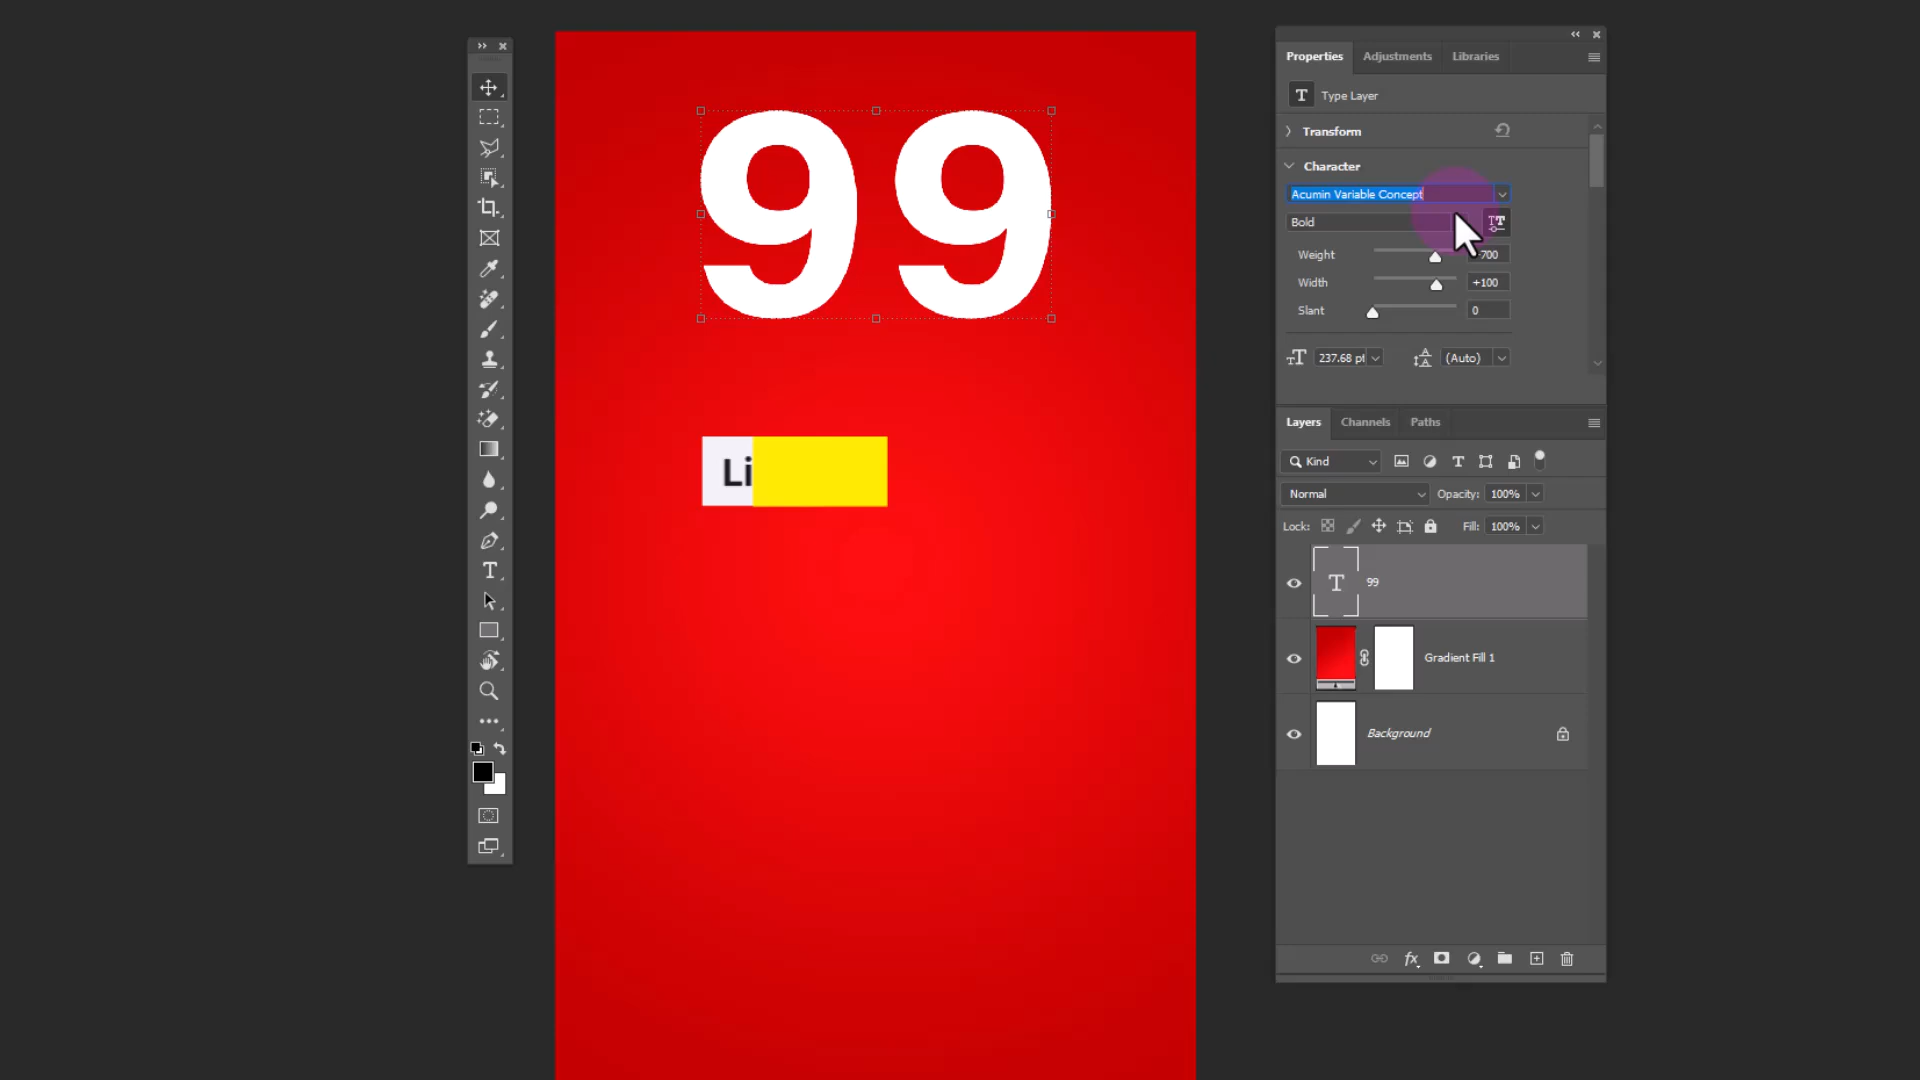 Properties
Adjustments
Libraries
T
Type Layer
Transform
Character
Acumin Variable Concept
Bold
99
Weight
700
Width
+100
Slant
0
237.68 pt
(Auto)
Li
Layers
Channels
Paths
Kind
Normal
Opacity:
100%
Lock:
Fill:
100%
T
99
Gradient Fill 1
Background
fx